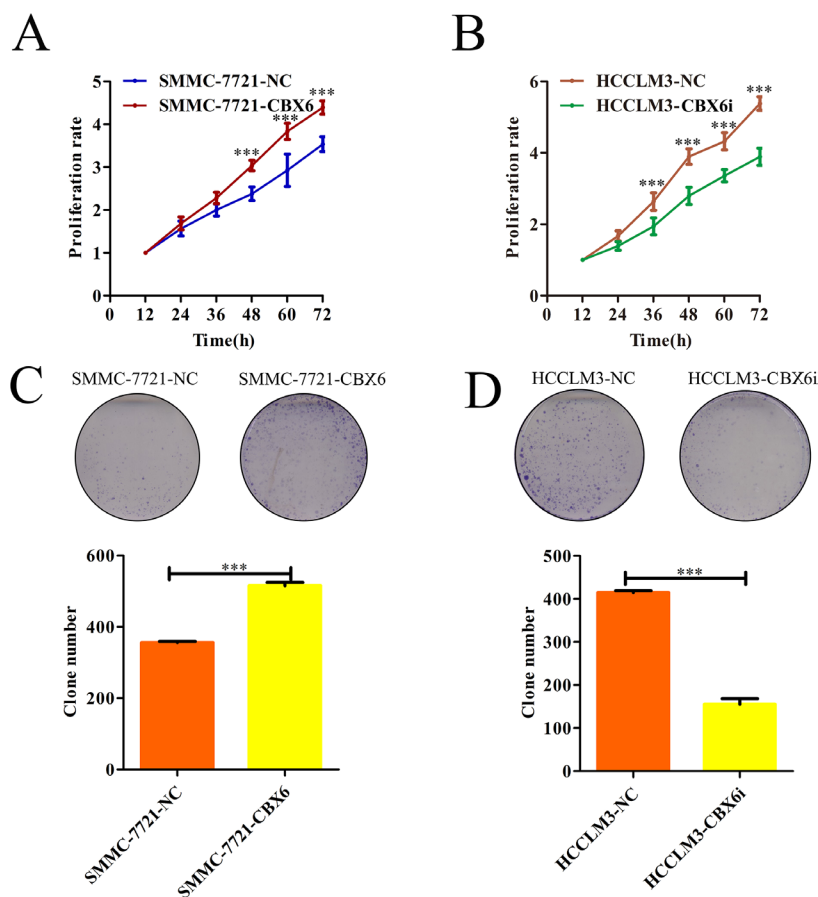 A
SMMC-7721-NC
SMMC-7721-CBX6
***
***
***
5
4
3
2
1
0
Proliferation rate
0 12 24 36 48 60 72
Time(h)
B
HCCLM3-NC
HCCLM3-CBX6i
***
***
***
***
6
4
2
0
Proliferation rate
0 12 24 36 48 60 72
Time(h)
C
SMMC-7721-NC
SMMC-7721-CBX6
600
400
200
0
Clone number
***
SMMC-7721-NC
SMMC-7721-CBX6
D
HCCLM3-NC
HCCLM3-CBX6i
500
400
300
200
100
0
Clone number
***
HCCLM3-NC
HCCLM3-CBX6i